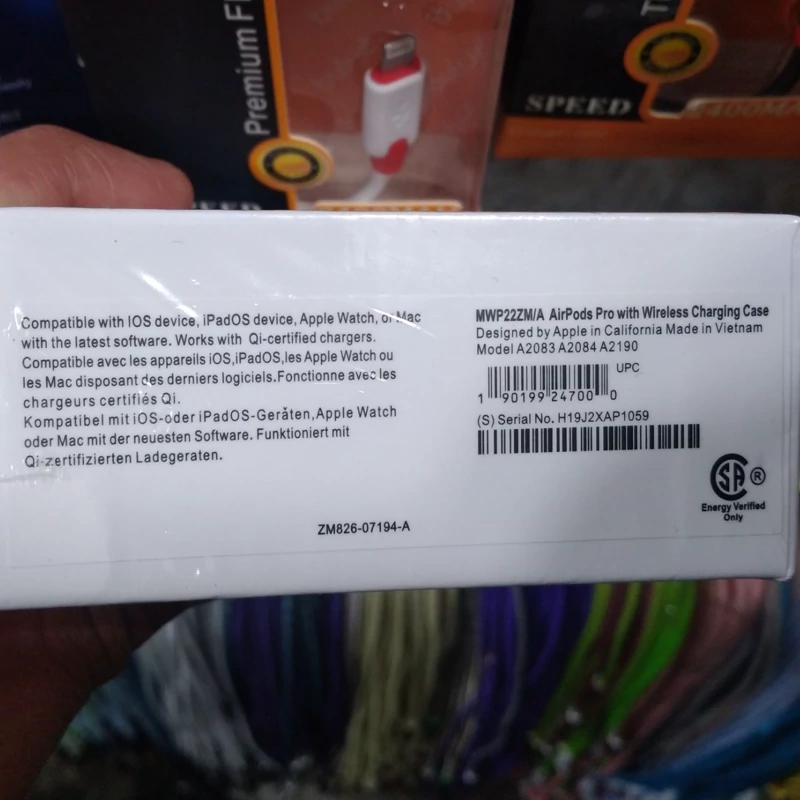 Premium F
SPEED
2400MA
Compatible with IOS device, iPadOS device, Apple Watch, or Mac
with the latest software. Works with Qi-certified chargers.
Compatible avec les appareils iOS,iPadOS,les Apple Watch ou
les Mac disposant des derniers logiciels.Fonctionne avec les
chargeurs certifiés Qi.
Kompatibel mit iOS-oder iPadOS-Geråten,Apple Watch
oder Mac mit der neuesten Software. Funktioniert mit
Qi-zertifizierten Ladegeraten.
ZM826-07194-A
MWP22ZM/A AirPods Pro with Wireless Charging Case
Designed by Apple in California Made in Vietnam
Model A2083 A2084 A2190
UPC
1 90199 24700 0
(S) Serial No. H19J2XAP1059
SA ®
Energy Verified
Only